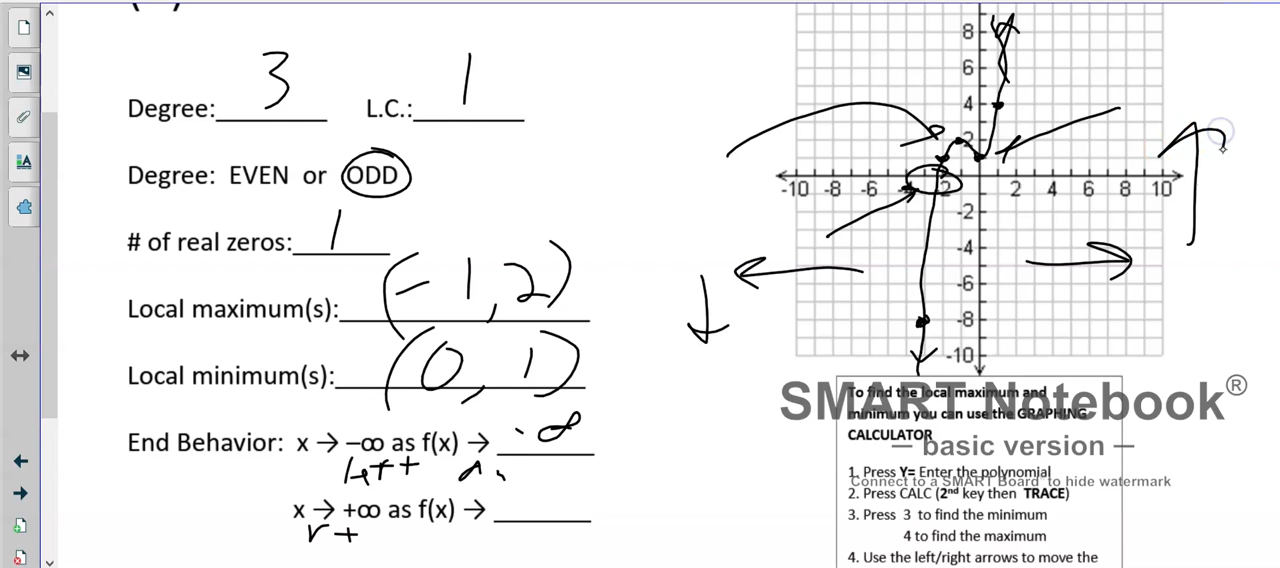 Degree: 3 L.C.: 1
Degree: EVEN or ODD
# of real zeros: 1
Local maximum(s): (-1, 2)
Local minimum(s): (0, 1)
End Behavior: x → -∞ as f(x) → -∞
left
x → +∞ as f(x) →
rt
8
6
4
2
-10 -8 -6 -4 -2 2 4 6 8 10
-2
-4
-6
-8
-10
To find the local maximum and
minimum you can use the GRAPHING
CALCULATOR
1. Press Y= Enter the polynomial
2. Press CALC (2nd key then TRACE)
3. Press 3 to find the minimum
4 to find the maximum
4. Use the left/right arrows to move the
SMART Notebook®
— basic version —
Connect to a SMART Board to hide watermark